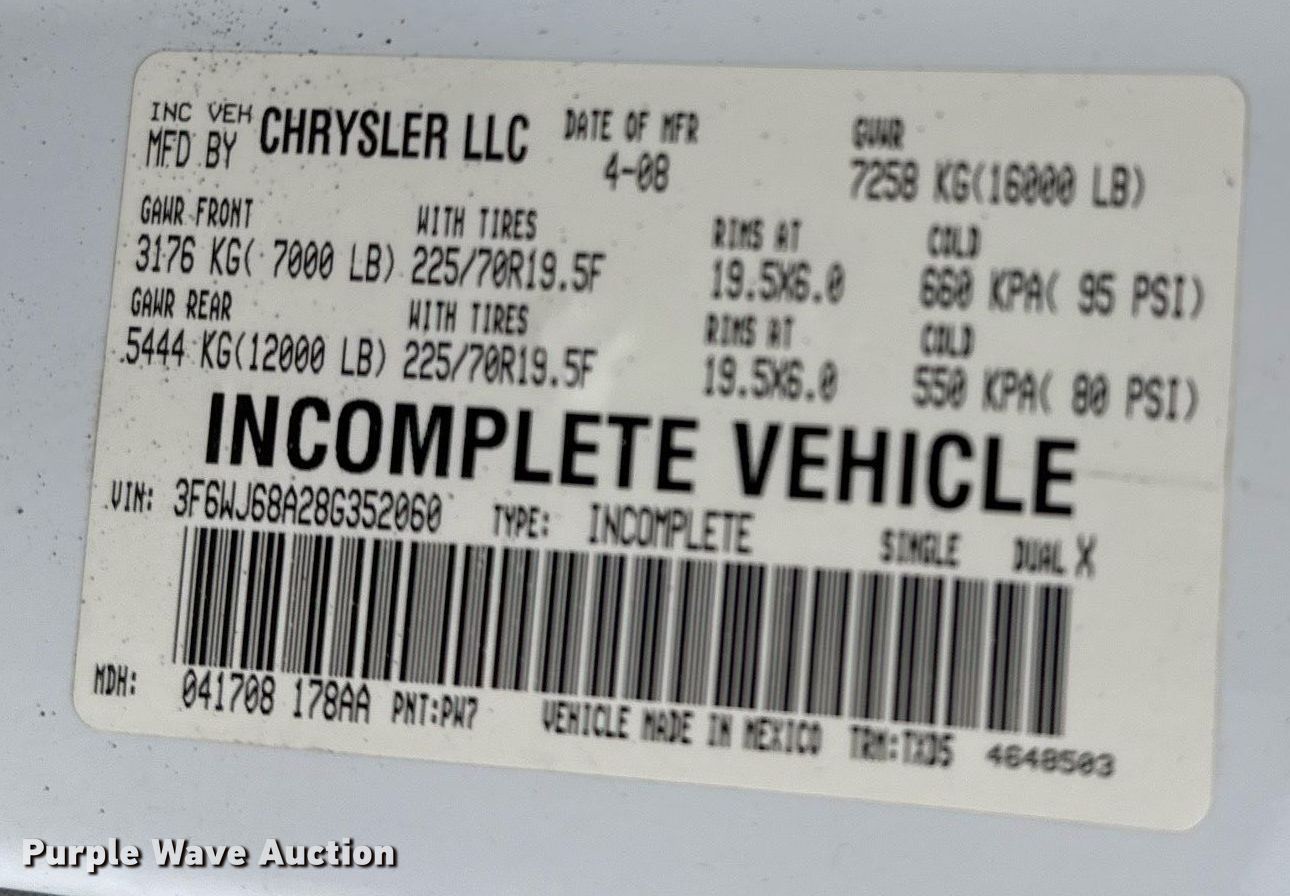 INC VEH
MFD BY CHRYSLER LLC DATE OF MFR 4-08 GVWR 7258 KG(16000 LB)
GAWR FRONT WITH TIRES RIMS AT COLD
3176 KG( 7000 LB) 225/70R19.5F 19.5X6.0 660 KPA( 95 PSI)
GAWR REAR WITH TIRES RIMS AT COLD
5444 KG(12000 LB) 225/70R19.5F 19.5X6.0 550 KPA( 80 PSI)
INCOMPLETE VEHICLE
VIN: 3F6WJ68A28G352060 TYPE: INCOMPLETE SINGLE DUAL X
MDH: 041708 178AA PNT:PW7 VEHICLE MADE IN MEXICO TRM:TXD5 4648503
Purple Wave Auction